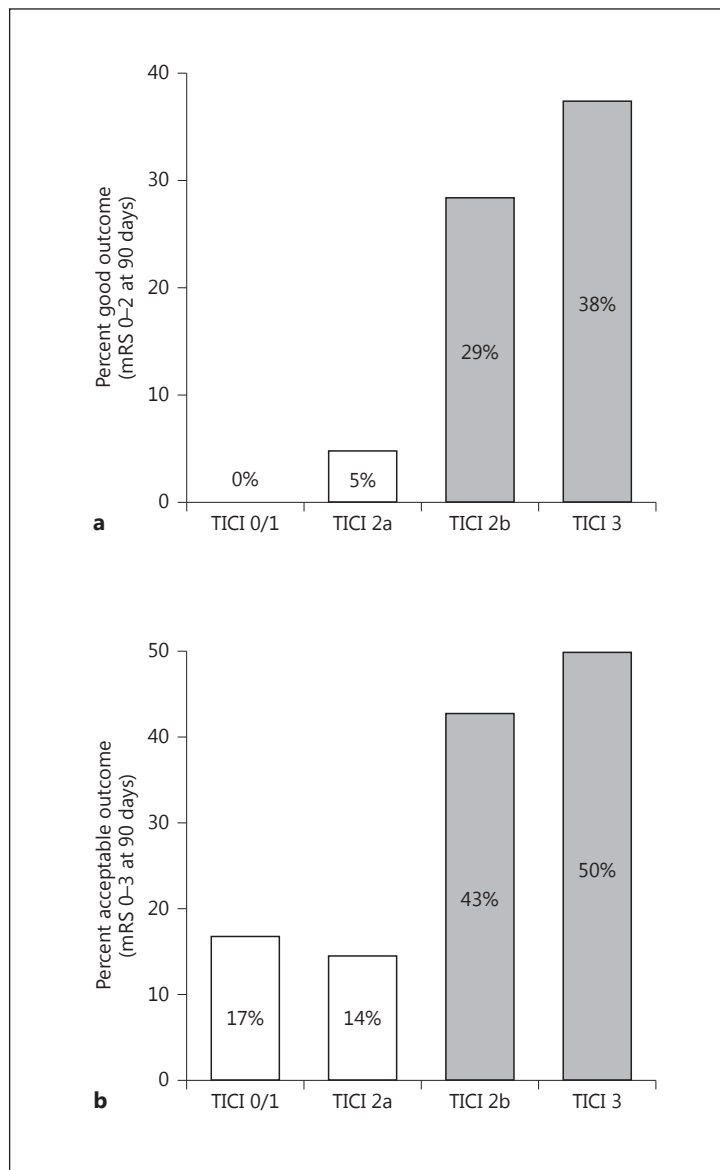 40
30
20
10
0
Percent good outcome
(mRS 0–2 at 90 days)
0%
5%
29%
38%
TICI 0/1
TICI 2a
TICI 2b
TICI 3
a
50
40
30
20
10
0
Percent acceptable outcome
(mRS 0–3 at 90 days)
17%
14%
43%
50%
TICI 0/1
TICI 2a
TICI 2b
TICI 3
b